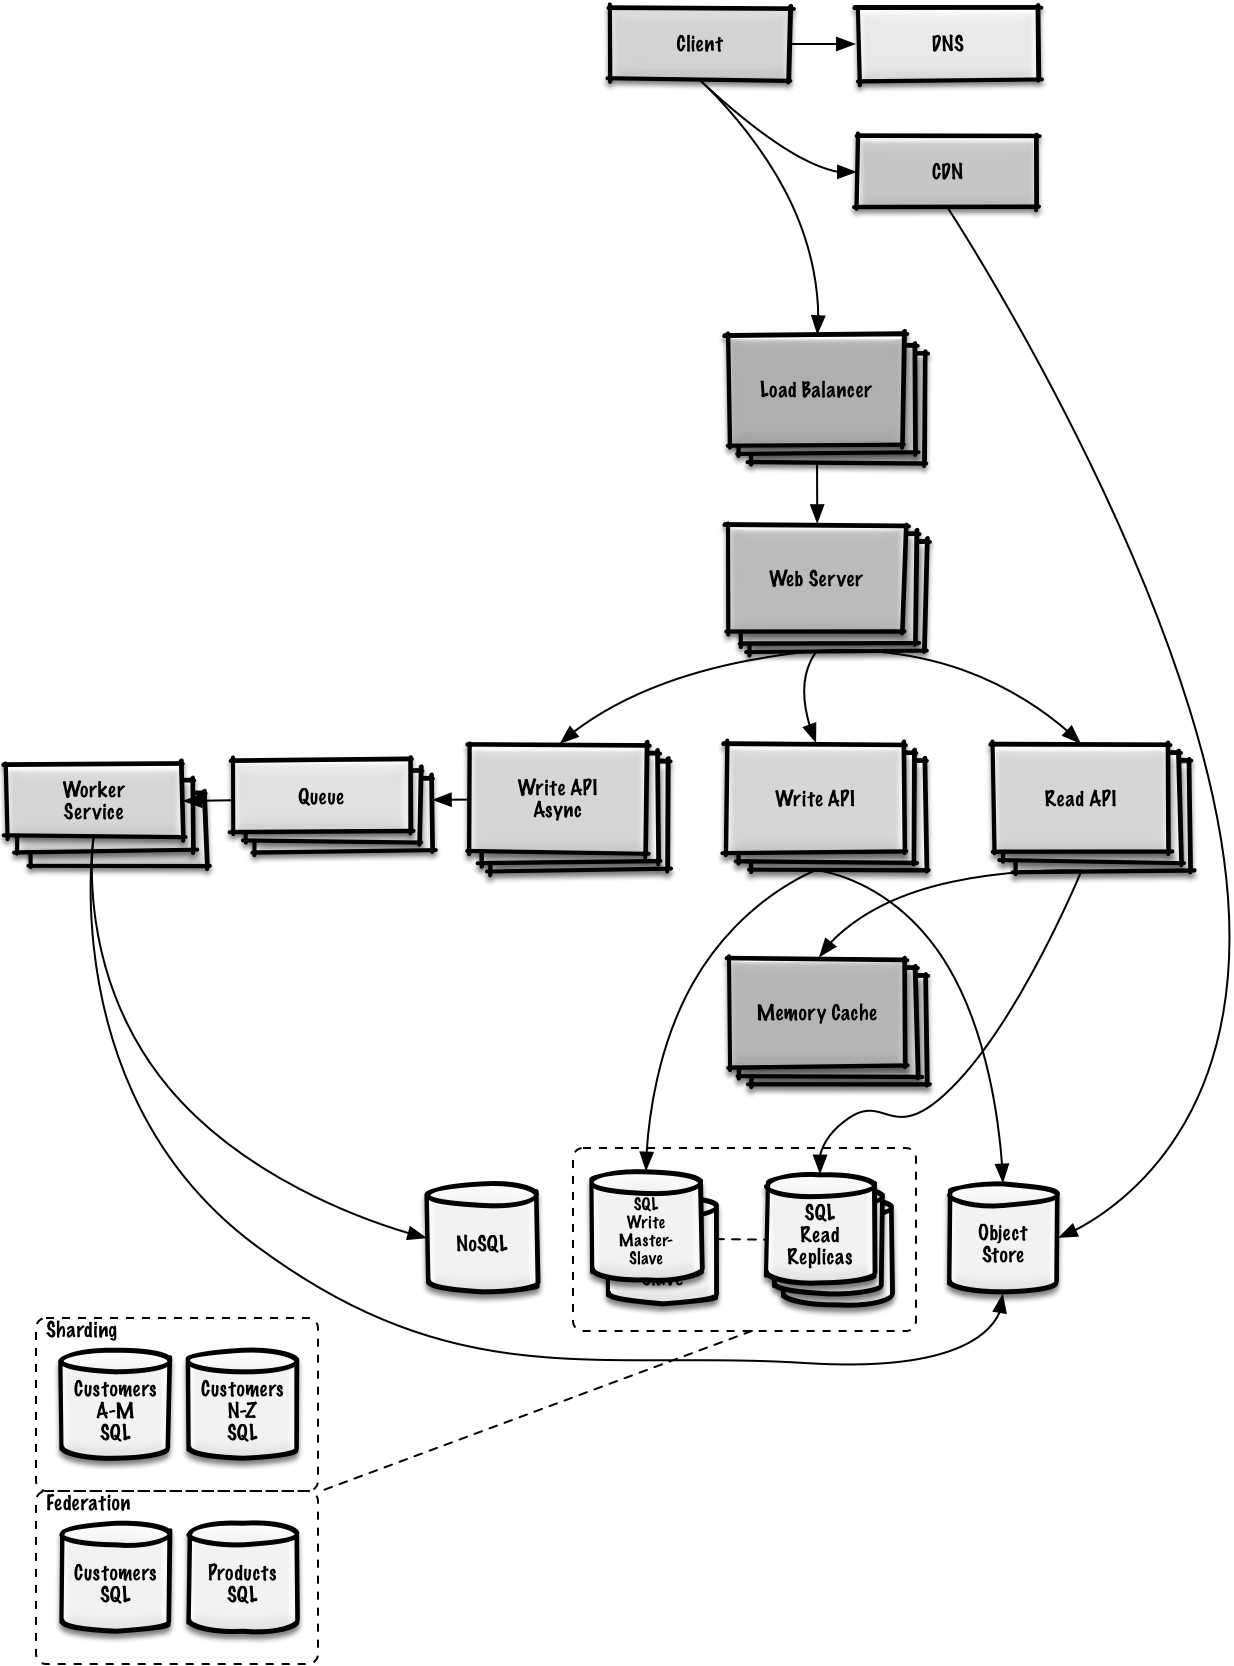 Client
DNS
CDN
Load Balancer
Web Server
Worker
Service
Queue
Write API
Async
Write API
Read API
Memory Cache
NoSQL
SQL
Write
Master-
Slave
Slave
SQL
Read
Replicas
Object
Store
Sharding
Customers
A-M
SQL
Customers
N-Z
SQL
Federation
Customers
SQL
Products
SQL